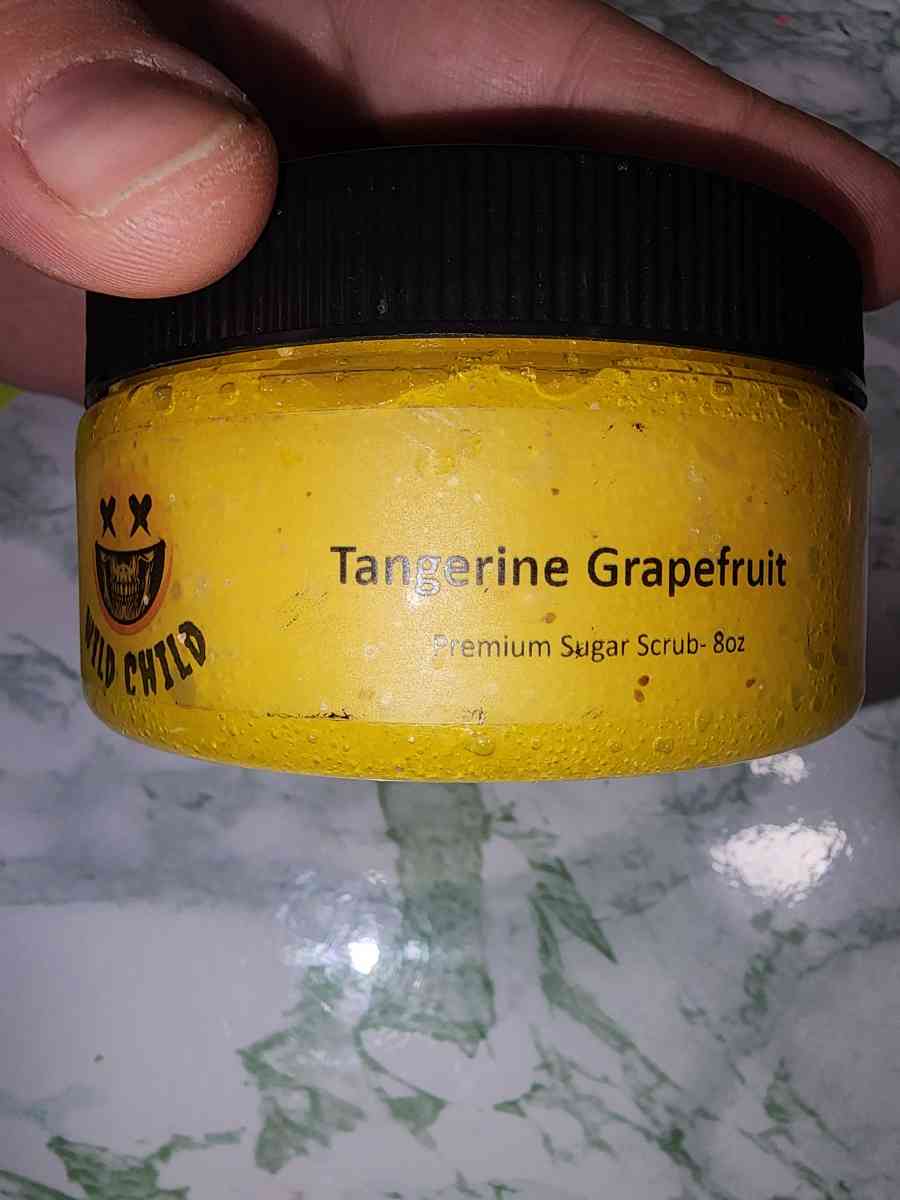 WILD CHILD
Tangerine Grapefruit
Premium Sugar Scrub- 8oz